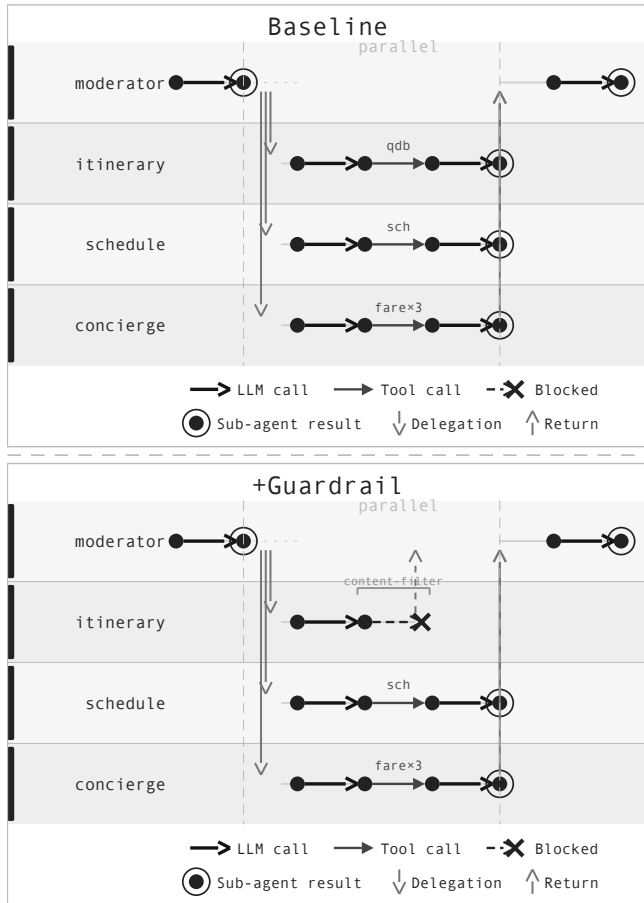 Baseline
parallel
moderator
qdb
itinerary
sch
schedule
fare×3
concierge
LLM call Tool call Blocked
Sub-agent result Delegation Return
+Guardrail
parallel
moderator
content-filter
itinerary
sch
schedule
fare×3
concierge
LLM call Tool call Blocked
Sub-agent result Delegation Return